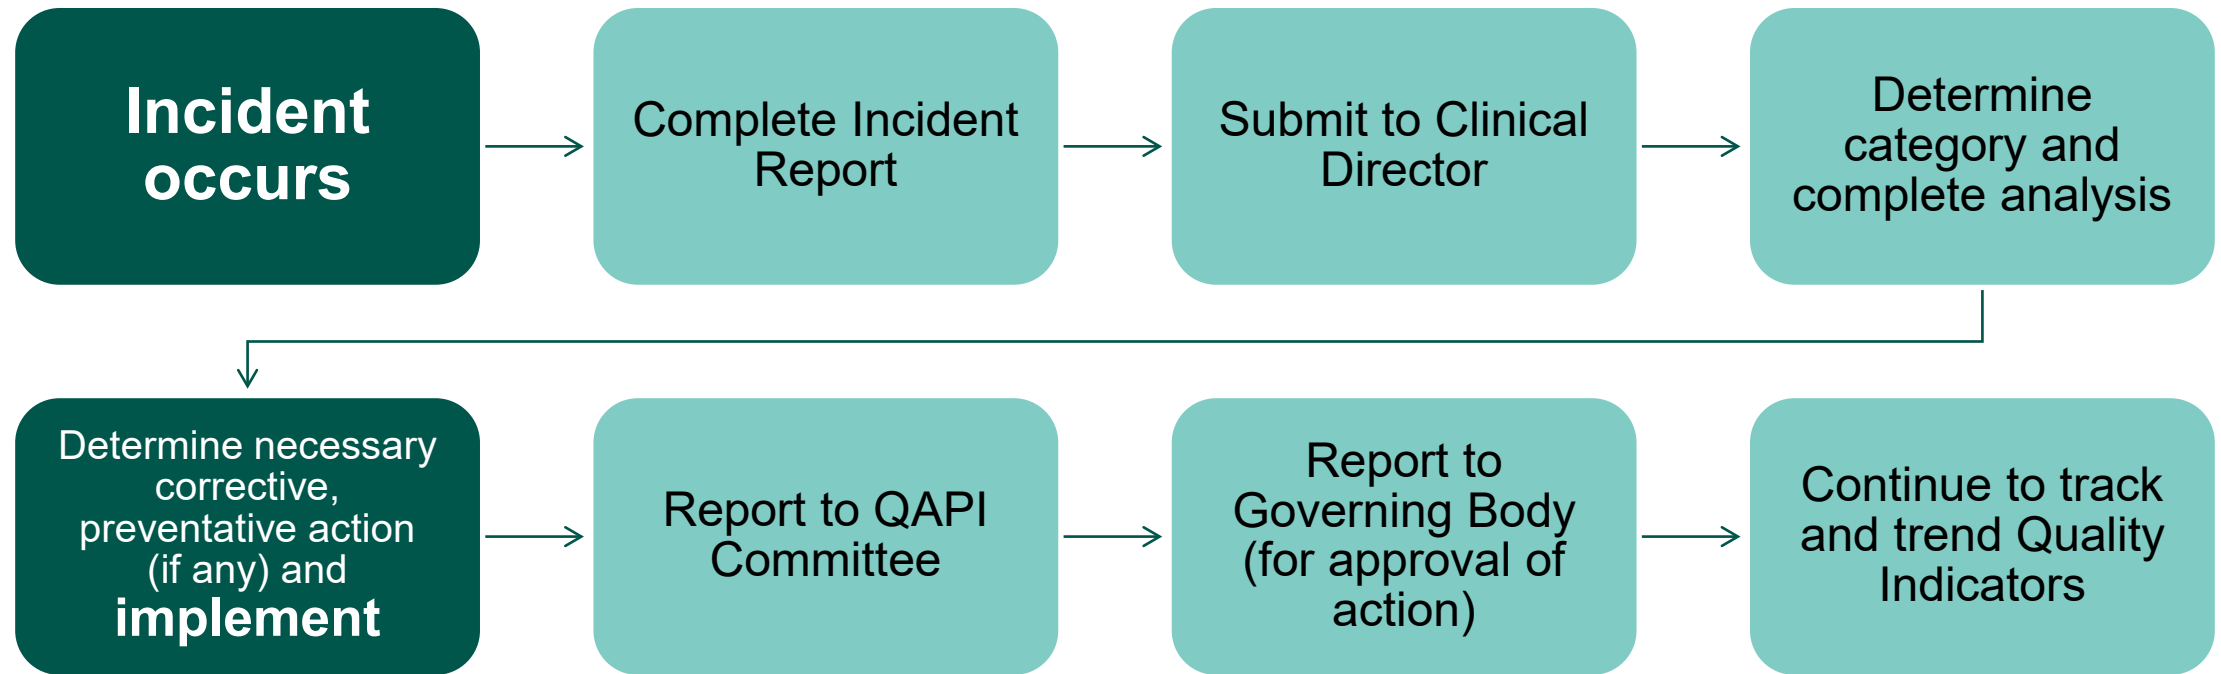 Incident
occurs
Complete Incident
Report
Submit to Clinical
Director
Determine
category and
complete analysis
Determine necessary
corrective,
preventative action
(if any) and
implement
Report to QAPI
Committee
Report to
Governing Body
(for approval of
action)
Continue to track
and trend Quality
Indicators